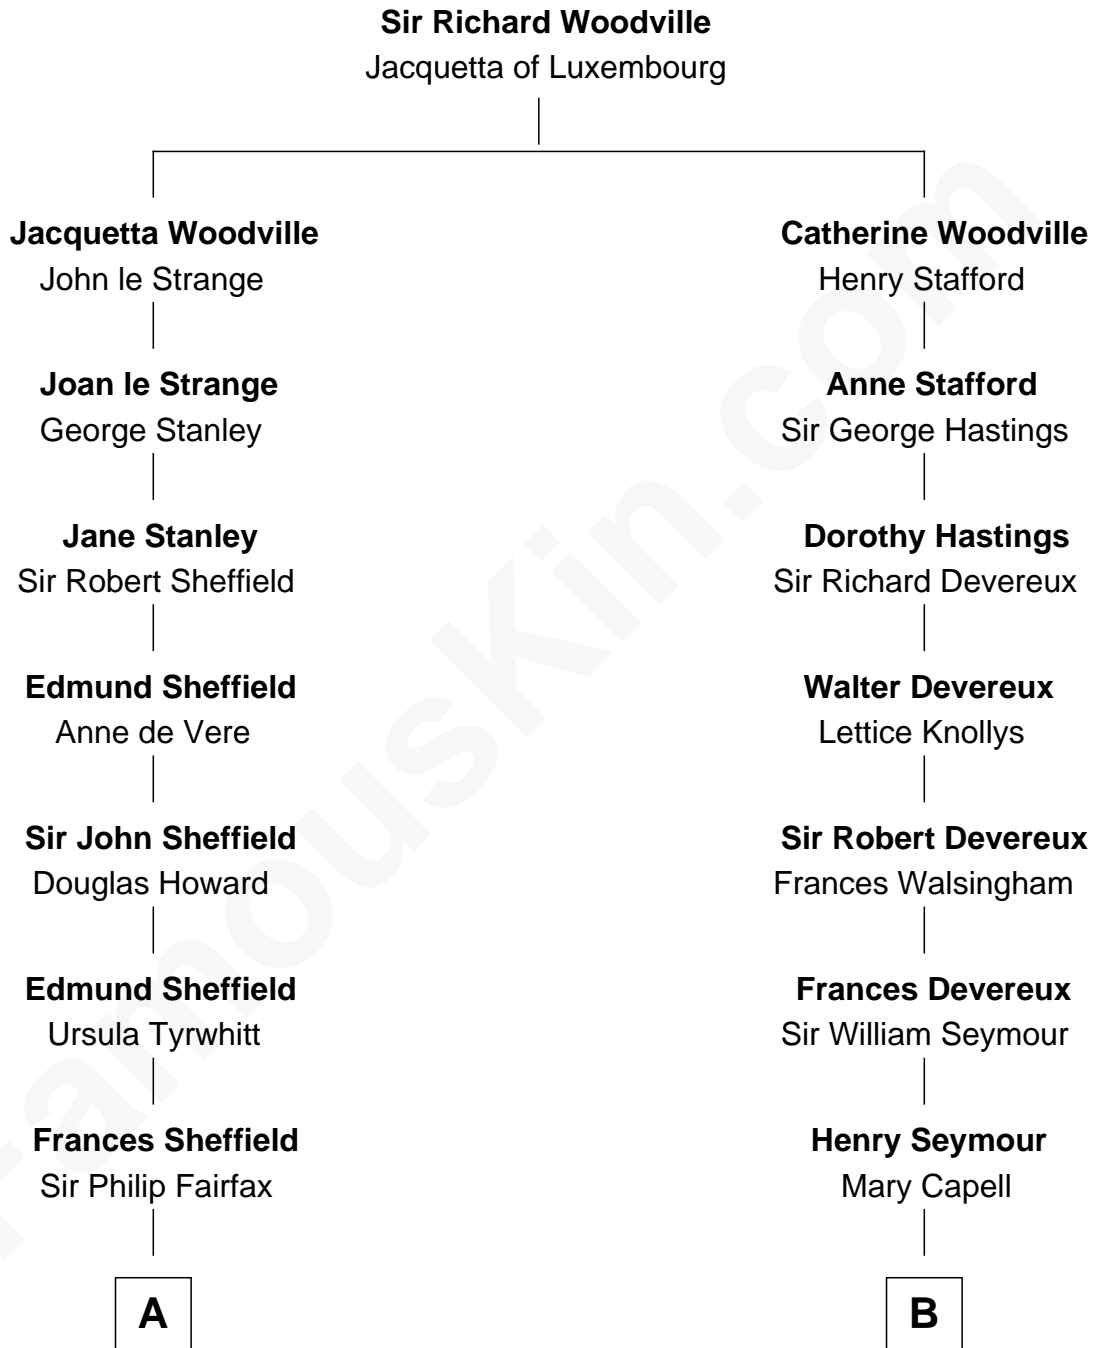 Sir Richard Woodville
Jacquetta of Luxembourg
Jacquetta Woodville
John le Strange
Catherine Woodville
Henry Stafford
Joan le Strange
George Stanley
Anne Stafford
Sir George Hastings
Jane Stanley
Sir Robert Sheffield
Dorothy Hastings
Sir Richard Devereux
Edmund Sheffield
Anne de Vere
Walter Devereux
Lettice Knollys
Sir John Sheffield
Douglas Howard
Sir Robert Devereux
Frances Walsingham
Edmund Sheffield
Ursula Tyrwhitt
Frances Devereux
Sir William Seymour
Frances Sheffield
Sir Philip Fairfax
Henry Seymour
Mary Capell
A
B
FamousKin.com